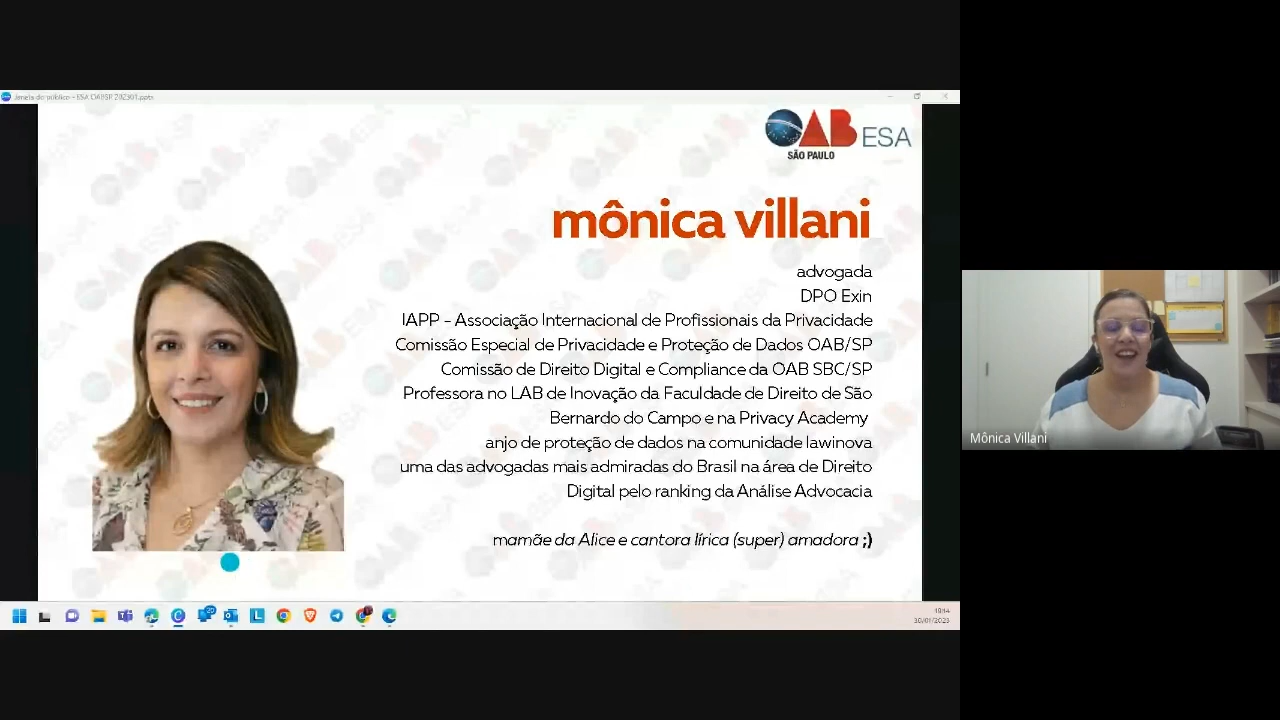 OAB ESA
SÃO PAULO
mônica villani
advogada
DPO Exin
IAPP - Associação Internacional de Profissionais da Privacidade
Comissão Especial de Privacidade e Proteção de Dados OAB/SP
Comissão de Direito Digital e Compliance da OAB SBC/SP
Professora no LAB de Inovação da Faculdade de Direito de São
Bernardo do Campo e na Privacy Academy
anjo de proteção de dados na comunidade lawinova
uma das advogadas mais admiradas do Brasil na área de Direito
Digital pelo ranking da Análise Advocacia
mamãe da Alice e cantora lírica (super) amadora ;)
Mônica Villani
30/01/2023